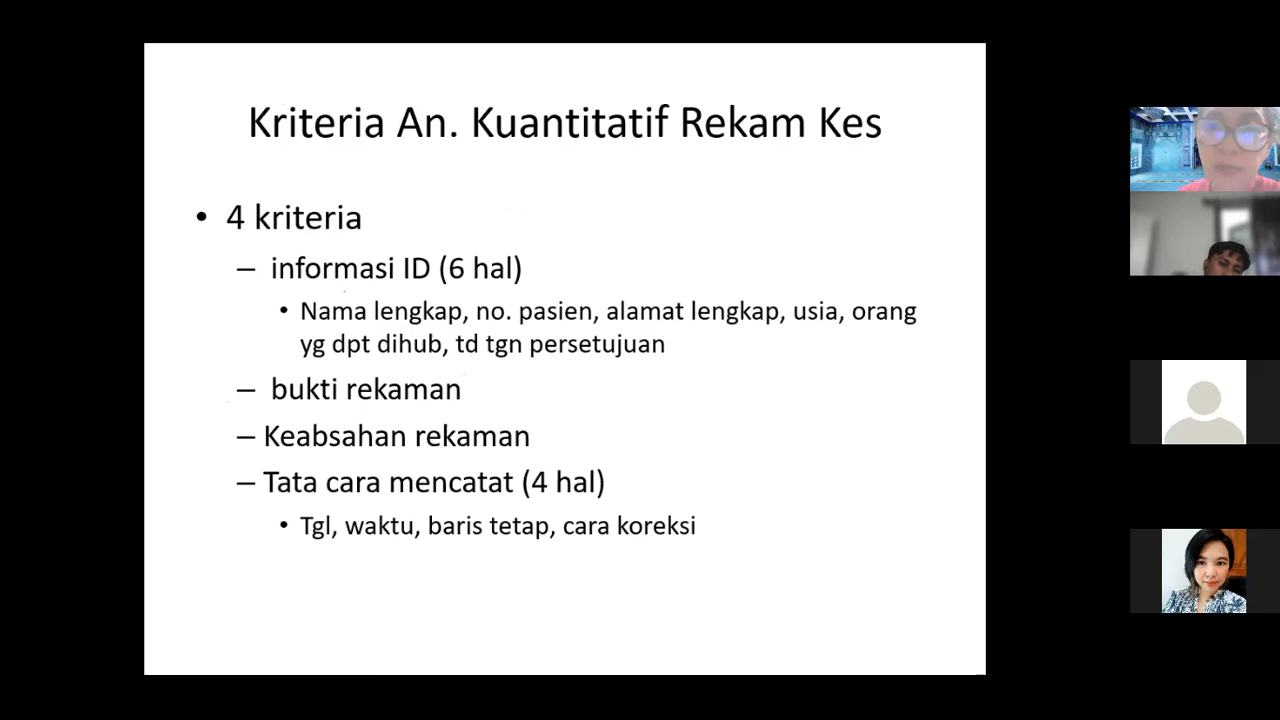 Kriteria An. Kuantitatif Rekam Kes
• 4 kriteria
– informasi ID (6 hal)
• Nama lengkap, no. pasien, alamat lengkap, usia, orang
yg dpt dihub, td tgn persetujuan
– bukti rekaman
– Keabsahan rekaman
– Tata cara mencatat (4 hal)
• Tgl, waktu, baris tetap, cara koreksi